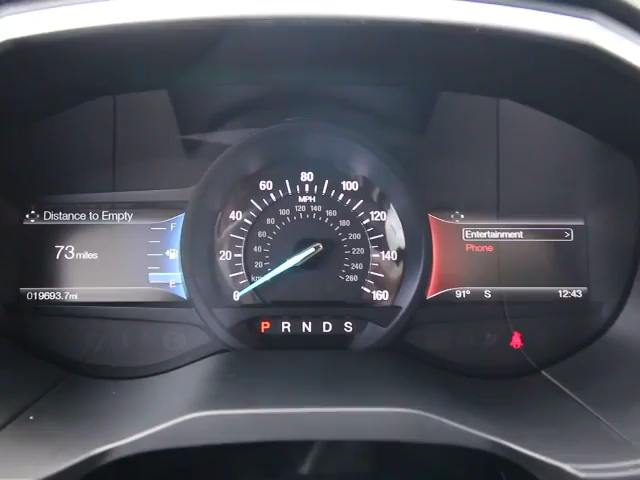 Distance to Empty
73 miles
F
E
019693.7mi
0 20 40 60 80 100 120 140 160
MPH
20 40 60 80 100 120 140 160 180 200 220 240 260
P R N D S
Entertainment >
Phone
91° S 12:43